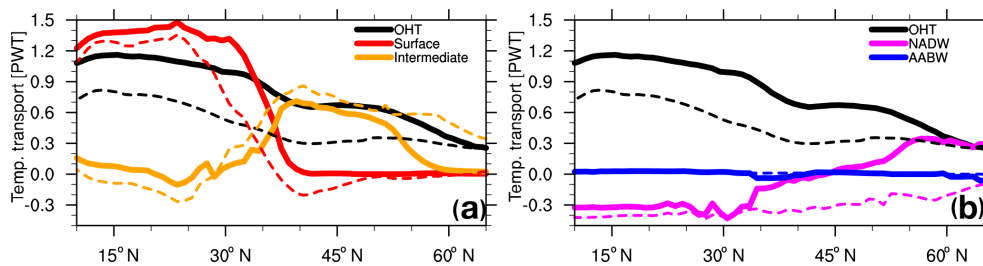 Temp. transport [PWT]
1.5
1.2
0.9
0.6
0.3
0.0
-0.3
OHT
Surface
Intermediate
(a)
15° N
30° N
45° N
60° N
Temp. transport [PWT]
1.5
1.2
0.9
0.6
0.3
0.0
-0.3
OHT
NADW
AABW
(b)
15° N
30° N
45° N
60° N